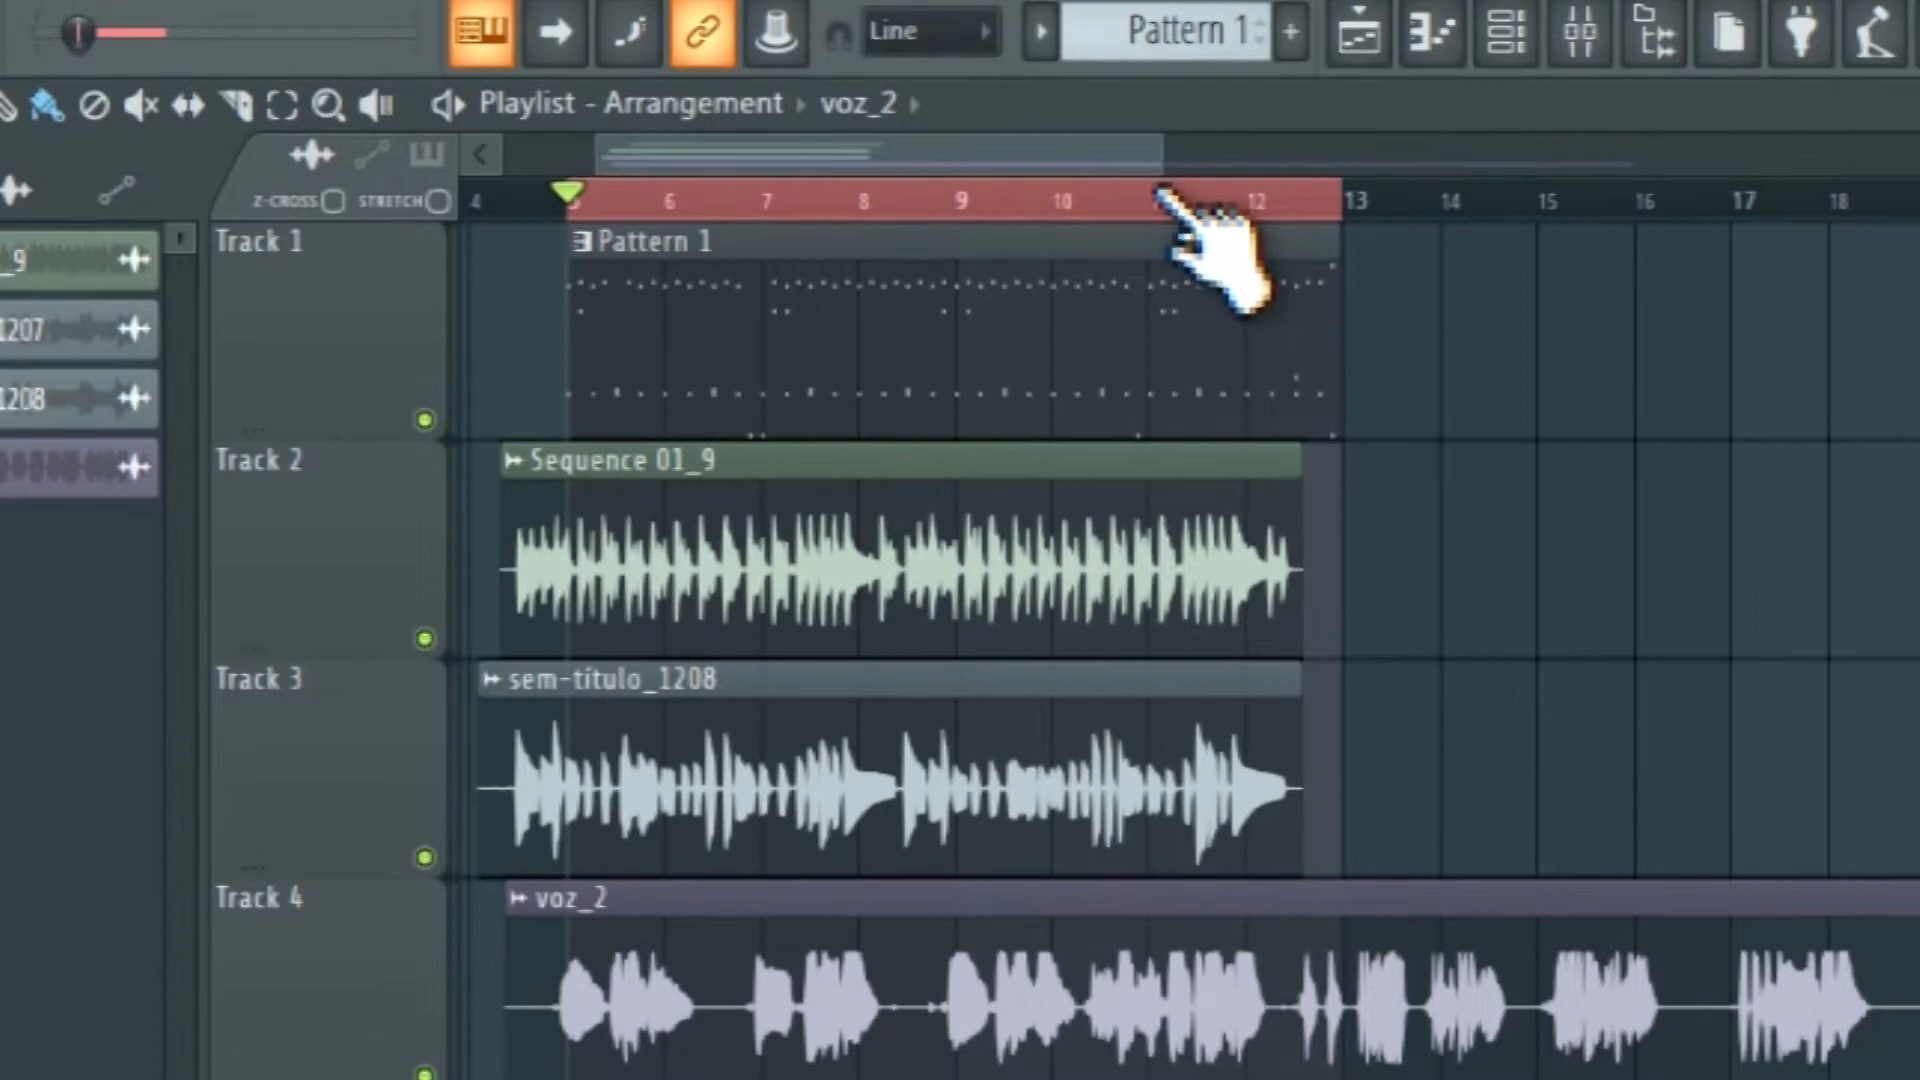 Line
Pattern 1
+
Playlist - Arrangement › voz_2 ›
Z-CROSS STRETCH
4 5 6 7 8 9 10 12 13 14 15 16 17 18
_9
Track 1
Pattern 1
1207
1208
Track 2
Sequence 01_9
Track 3
sem-título_1208
Track 4
voz_2